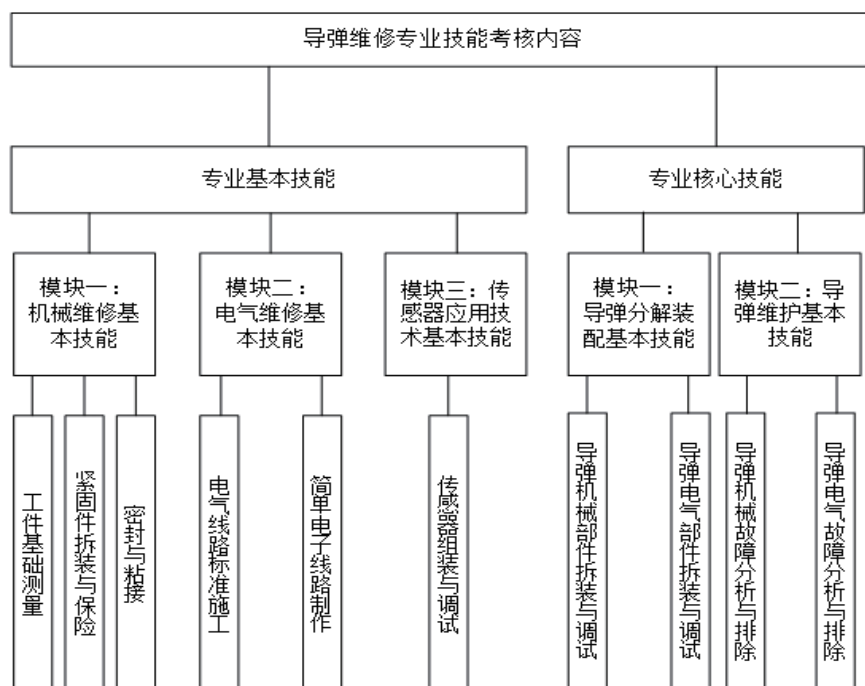 导弹维修专业技能考核内容
专业基本技能
专业核心技能
模块一：
机械维修基
本技能
模块二：
电气维修基
本技能
模块三：传
感器应用技
术基本技能
模块一：
导弹分解装
配基本技能
模块二：导
弹维护基本
技能
工件基础测量
紧固件拆装与保险
密封与粘接
电气线路标准施工
简单电子线路制作
传感器组装与调试
导弹机械部件拆装与调试
导弹电气部件拆装与调试
导弹机械故障分析与排除
导弹电气故障分析与排除